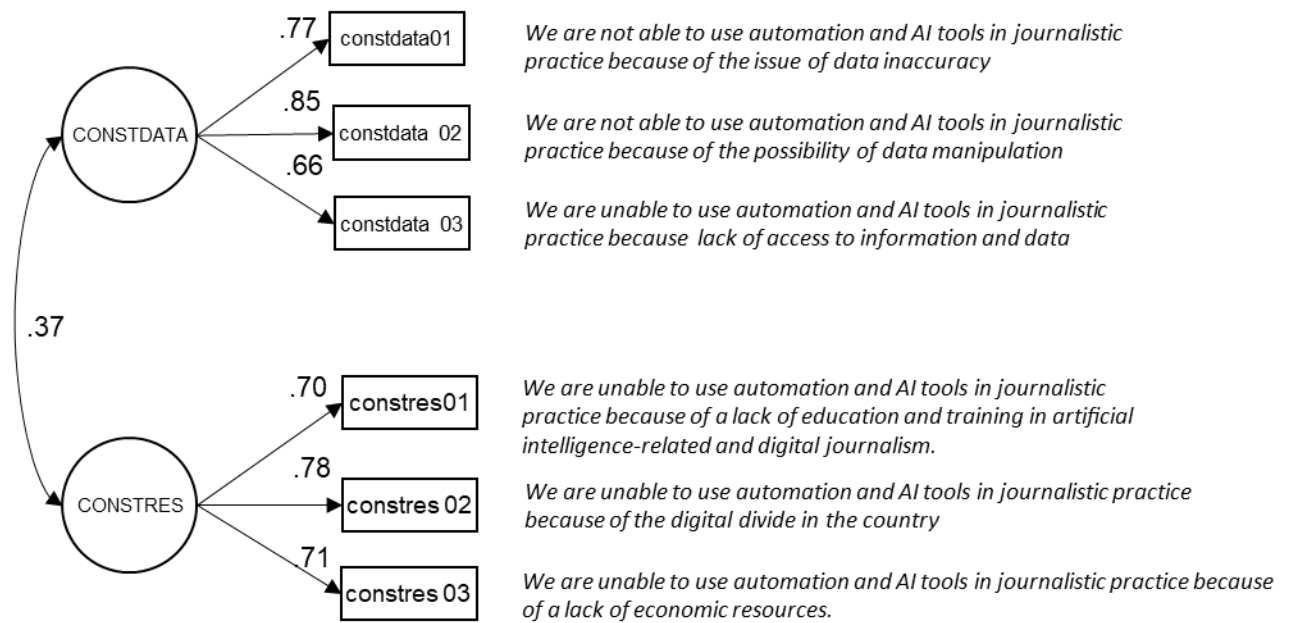 .77
constdata01
We are not able to use automation and AI tools in journalistic
practice because of the issue of data inaccuracy
CONSTDATA
.85
constdata 02
We are not able to use automation and AI tools in journalistic
practice because of the possibility of data manipulation
.66
constdata 03
We are unable to use automation and AI tools in journalistic
practice because lack of access to information and data
.37
.70
constres01
We are unable to use automation and AI tools in journalistic
practice because of a lack of education and training in artificial
intelligence-related and digital journalism.
CONSTRES
.78
constres 02
We are unable to use automation and AI tools in journalistic practice
because of the digital divide in the country
.71
constres 03
We are unable to use automation and AI tools in journalistic practice because
of a lack of economic resources.